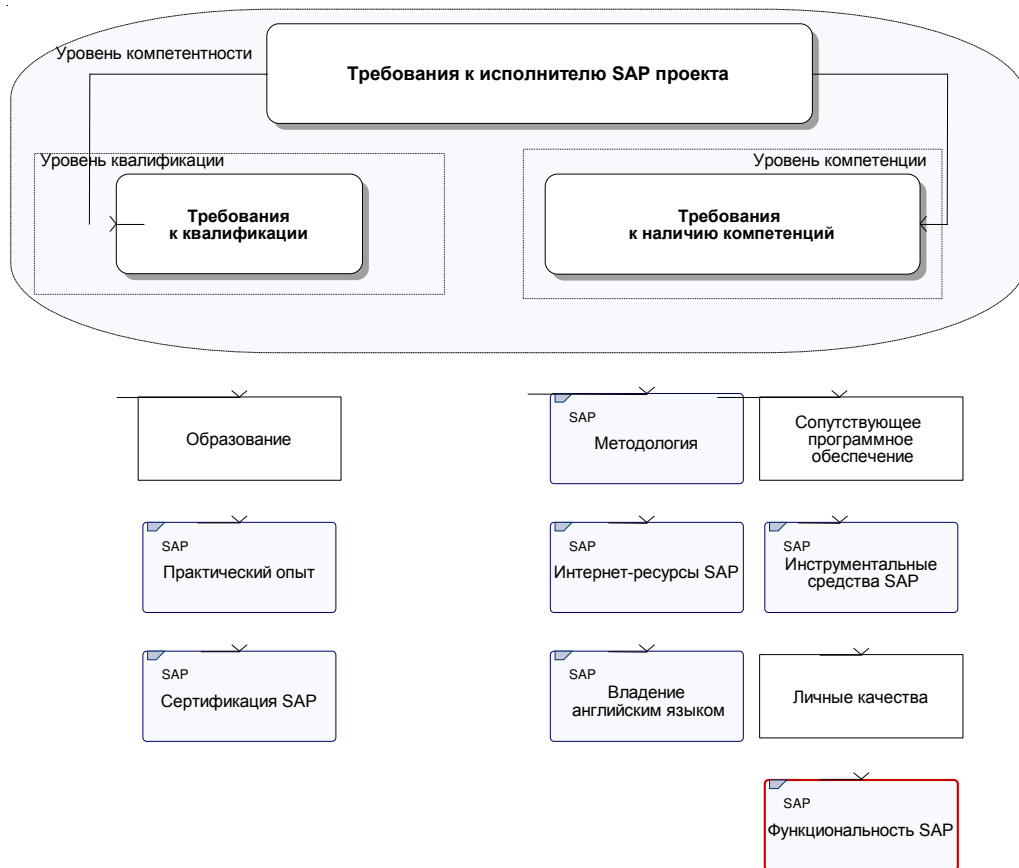 Уровень компетентности
Требования к исполнителю SAP проекта
Уровень квалификации
Уровень компетенции
Требования
к квалификации
Требования
к наличию компетенций
Образование
SAP
Методология
Сопутствующее
программное
обеспечение
SAP
Практический опыт
SAP
Интернет-ресурсы SAP
SAP
Инструментальные
средства SAP
SAP
Сертификация SAP
SAP
Владение
английским языком
Личные качества
SAP
Функциональность SAP